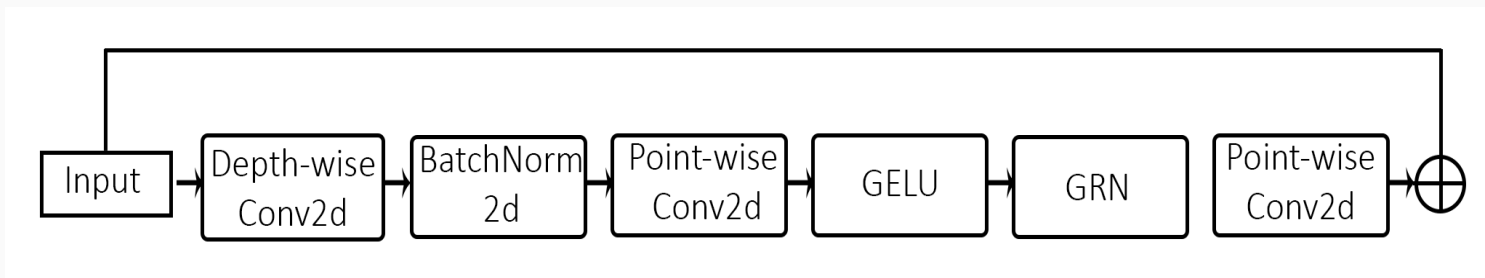 Input
Depth-wise
Conv2d
BatchNorm
2d
Point-wise
Conv2d
GELU
GRN
Point-wise
Conv2d